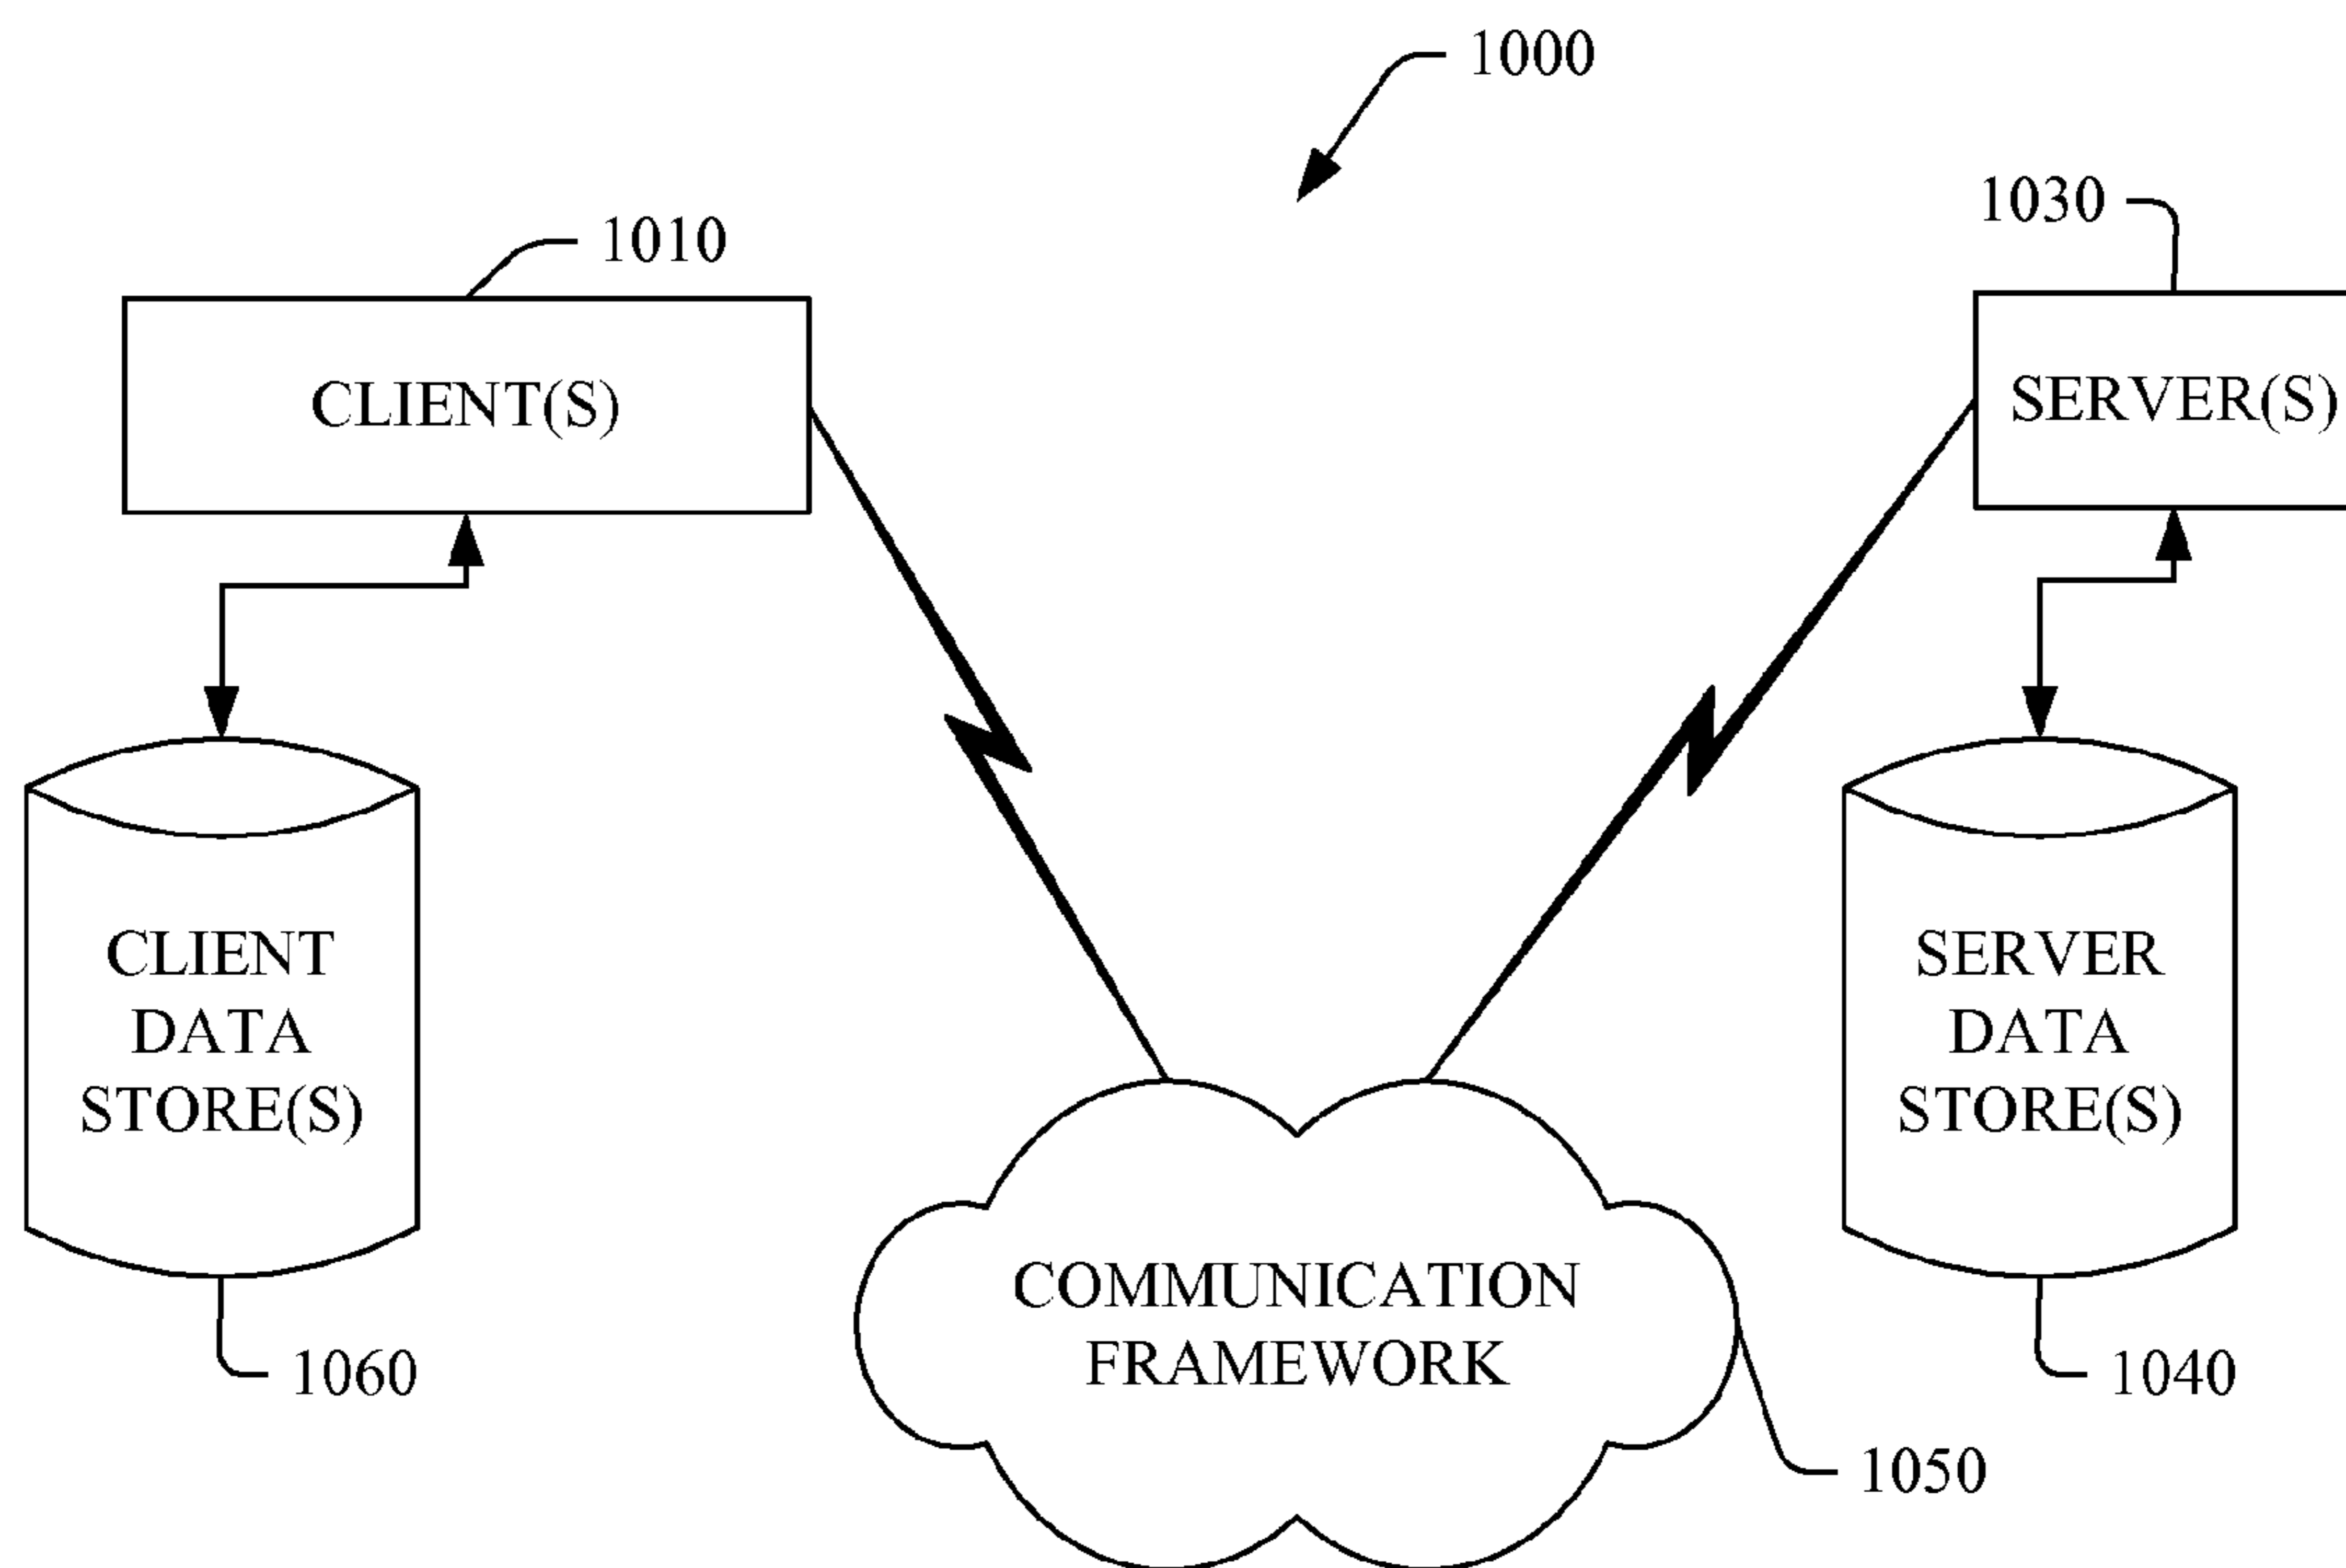 1000
1010
1030
CLIENT(S)
SERVER(S)
CLIENT
DATA
STORE(S)
SERVER
DATA
STORE(S)
COMMUNICATION
FRAMEWORK
1060
1040
1050